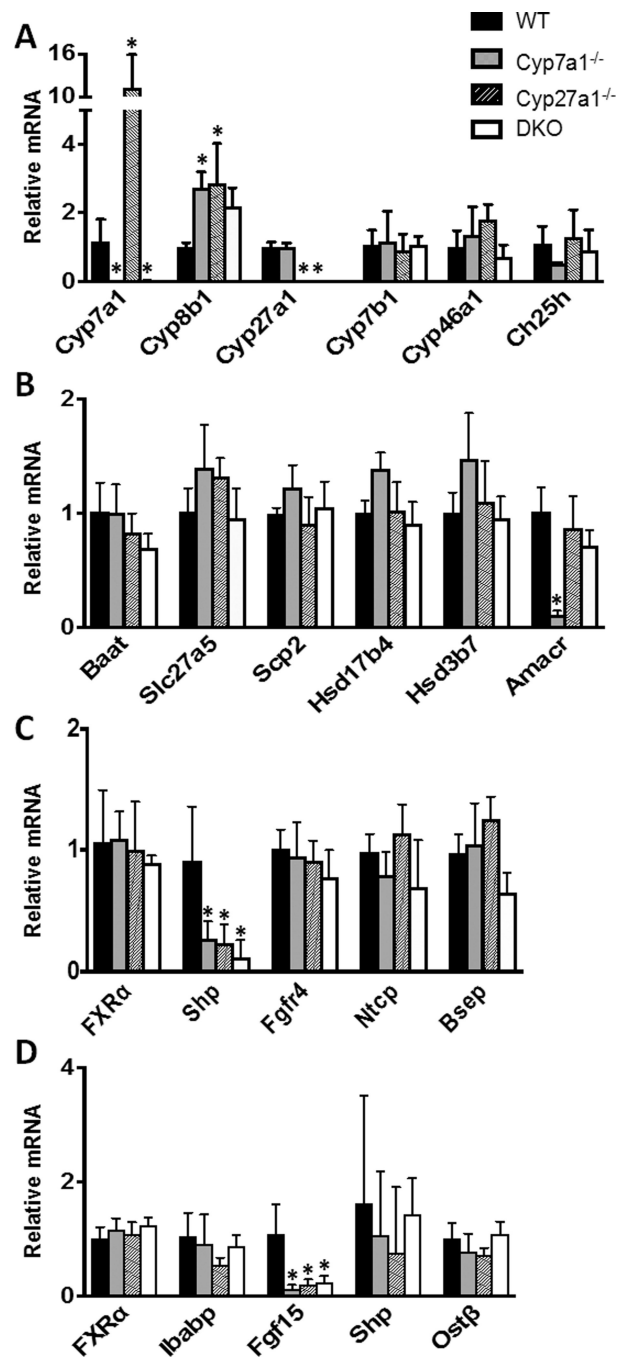 A
WT
Cyp7a1-/-
Cyp27a1-/-
DKO
Relative mRNA
16
10
4
2
0
* * * * * * *
Cyp7a1 Cyp8b1 Cyp27a1 Cyp7b1 Cyp46a1 Ch25h
B
Relative mRNA
2
1
0
*
Baat Slc27a5 Scp2 Hsd17b4 Hsd3b7 Amacr
C
Relative mRNA
2
1
0
* * *
FXRα Shp Fgfr4 Ntcp Bsep
D
Relative mRNA
4
2
0
* * *
FXRα Ibabp Fgf15 Shp Ostβ